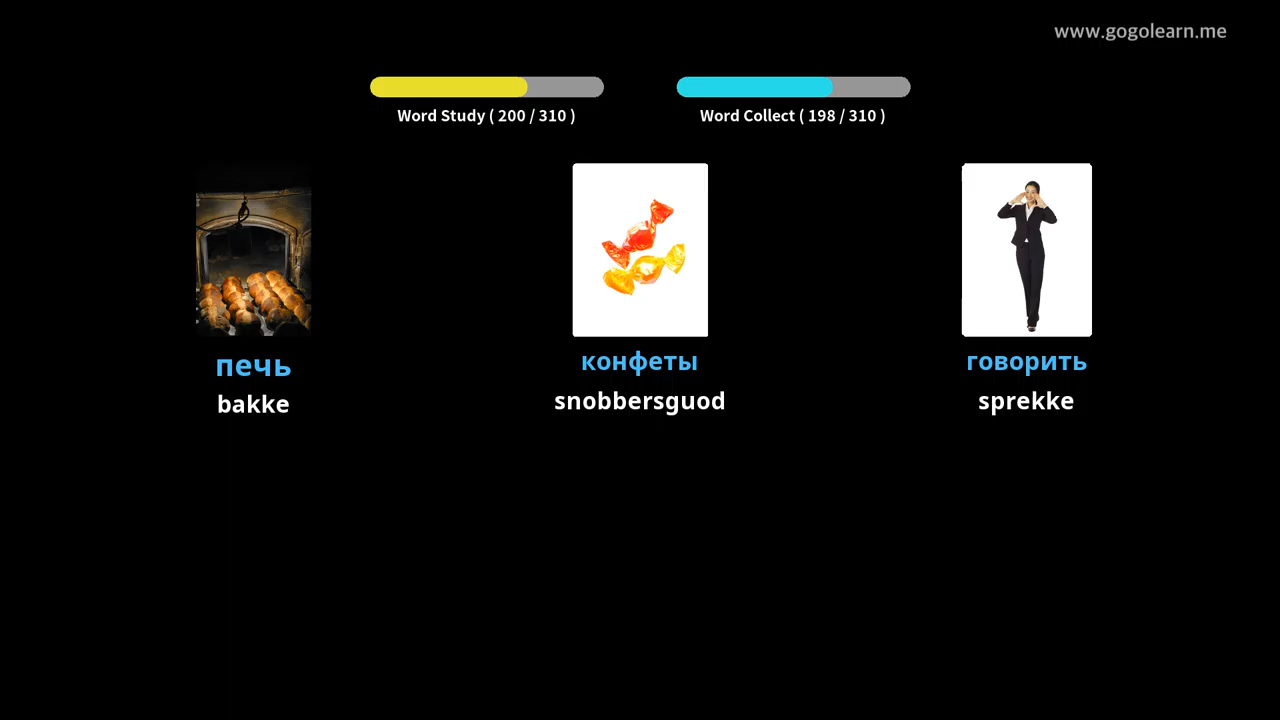 www.gogolearn.me
Word Study ( 200 / 310 )
Word Collect ( 198 / 310 )
печь
конфеты
говорить
bakke
snobbersguod
sprekke